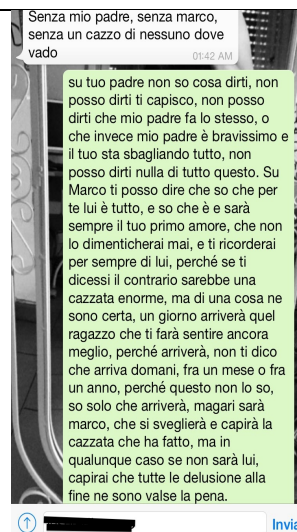 Senza mio padre, senza marco,
senza un cazzo di nessuno dove
vado
01:42 AM
su tuo padre non so cosa dirti, non
posso dirti ti capisco, non posso
dirti che mio padre fa lo stesso, o
che invece mio padre è bravissimo e
il tuo sta sbagliando tutto, non
posso dirti nulla di tutto questo. Su
Marco ti posso dire che so che per
te lui è tutto, e so che è e sarà
sempre il tuo primo amore, che non
lo dimenticherai mai, e ti ricorderai
per sempre di lui, perché se ti
dicessi il contrario sarebbe una
cazzata enorme, ma di una cosa ne
sono certa, un giorno arriverà quel
ragazzo che ti farà sentire ancora
meglio, perché arriverà, non ti dico
che arriva domani, fra un mese o fra
un anno, perché questo non lo so,
so solo che arriverà, magari sarà
marco, che si sveglierà e capirà la
cazzata che ha fatto, ma in
qualunque caso se non sarà lui,
capirai che tutte le delusione alla
fine ne sono valse la pena.
Invia